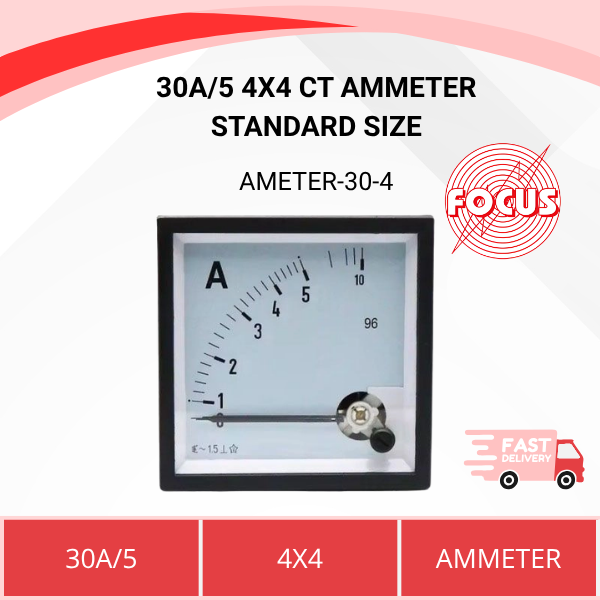 30A/5 4X4 CT AMMETER
STANDARD SIZE
AMETER-30-4
FOCUS
A
0
1
2
3
4
5
10
96
~ 1.5 ⊥
FAST
DELIVERY
30A/5
4X4
AMMETER